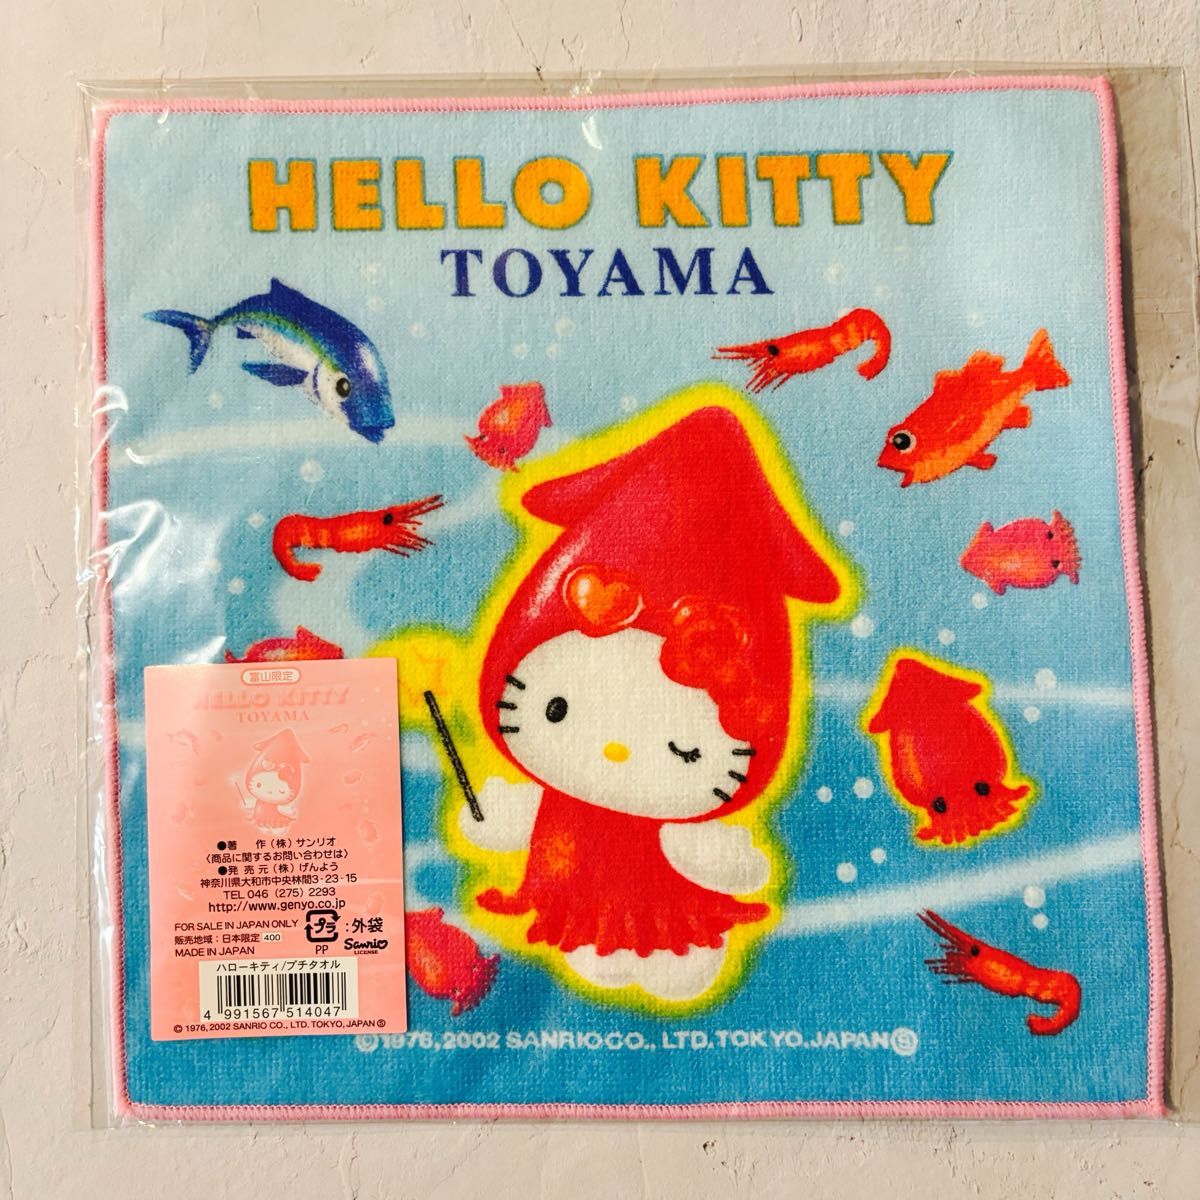 HELLO KITTY
TOYAMA
富山限定
HELLO KITTY
TOYAMA
●著　作（株）サンリオ
〈商品に関するお問い合わせは〉
●発 売 元（株）げんよう
神奈川県大和市中央林間3-23-15
TEL 046（275）2293
http://www.genyo.co.jp
FOR SALE IN JAPAN ONLY
販売地域：日本限定 400
MADE IN JAPAN
プラ
：外袋
PP
Sanrio
LICENSE
ハローキティ/プチタオル
4 991567 514047
© 1976, 2002 SANRIO CO., LTD. TOKYO, JAPAN Ⓢ
©1976, 2002 SANRIO CO., LTD. TOKYO, JAPAN Ⓢ